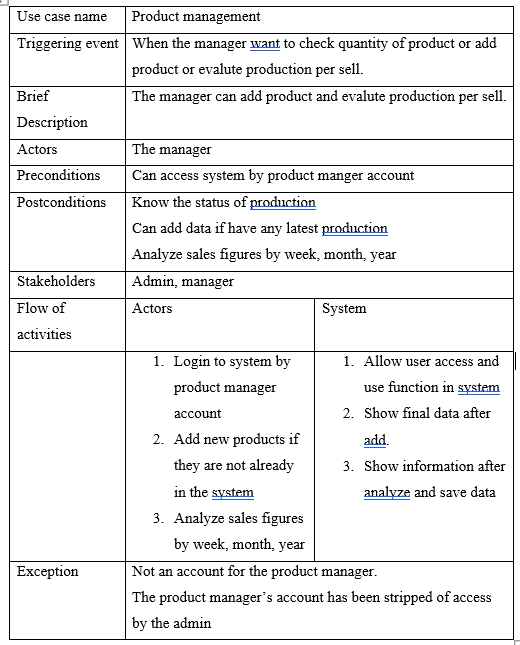 Use case name Product management
Triggering event When the manager want to check quantity of product or add
product or evalute production per sell.
Brief The manager can add product and evalute production per sell.
Description
Actors The manager
Preconditions Can access system by product manger account
Postconditions Know the status of production
Can add data if have any latest production
Analyze sales figures by week, month, year
Stakeholders Admin, manager
Flow of Actors System
activities
1. Login to system by
product manager
account
2. Add new products if
they are not already
in the system
3. Analyze sales figures
by week, month, year
1. Allow user access and
use function in system
2. Show final data after
add.
3. Show information after
analyze and save data
Exception Not an account for the product manager.
The product manager’s account has been stripped of access
by the admin